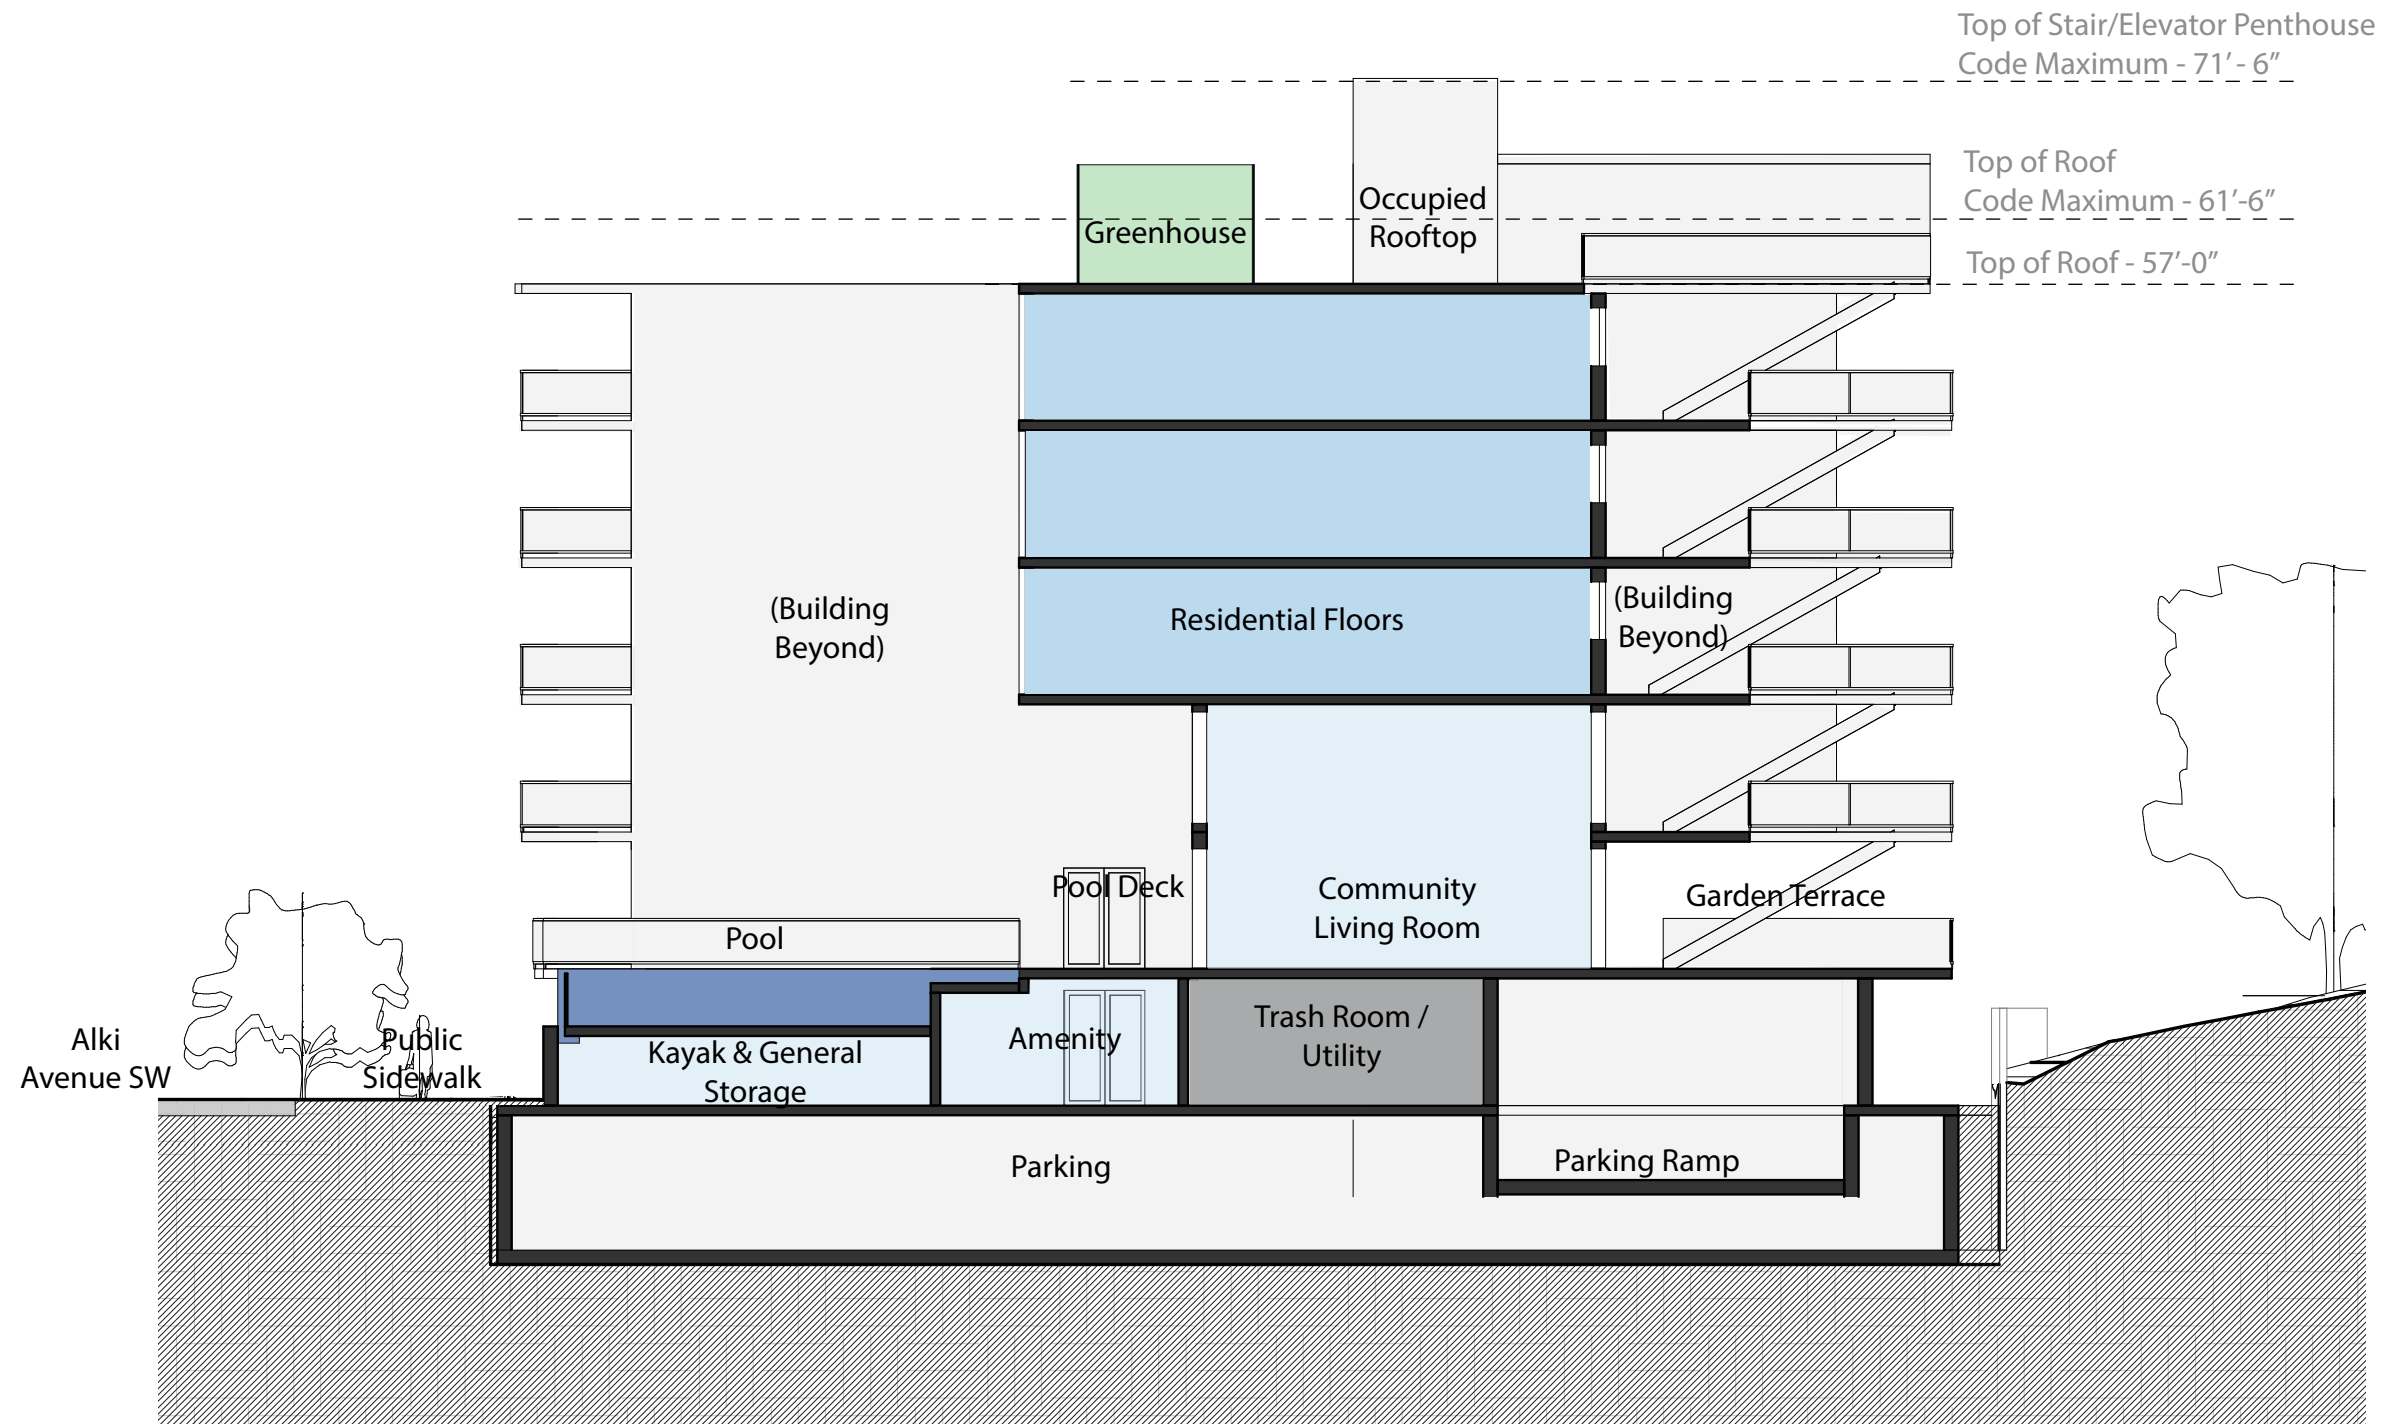 Top of Stair/Elevator Penthouse
Code Maximum - 71’- 6”
Top of Roof
Code Maximum - 61’-6”
Top of Roof - 57’-0”
Greenhouse
Occupied
Rooftop
(Building
Beyond)
Residential Floors
(Building
Beyond)
Pool Deck
Community
Living Room
Garden Terrace
Pool
Alki
Avenue SW
Public
Sidewalk
Kayak & General
Storage
Amenity
Trash Room /
Utility
Parking
Parking Ramp